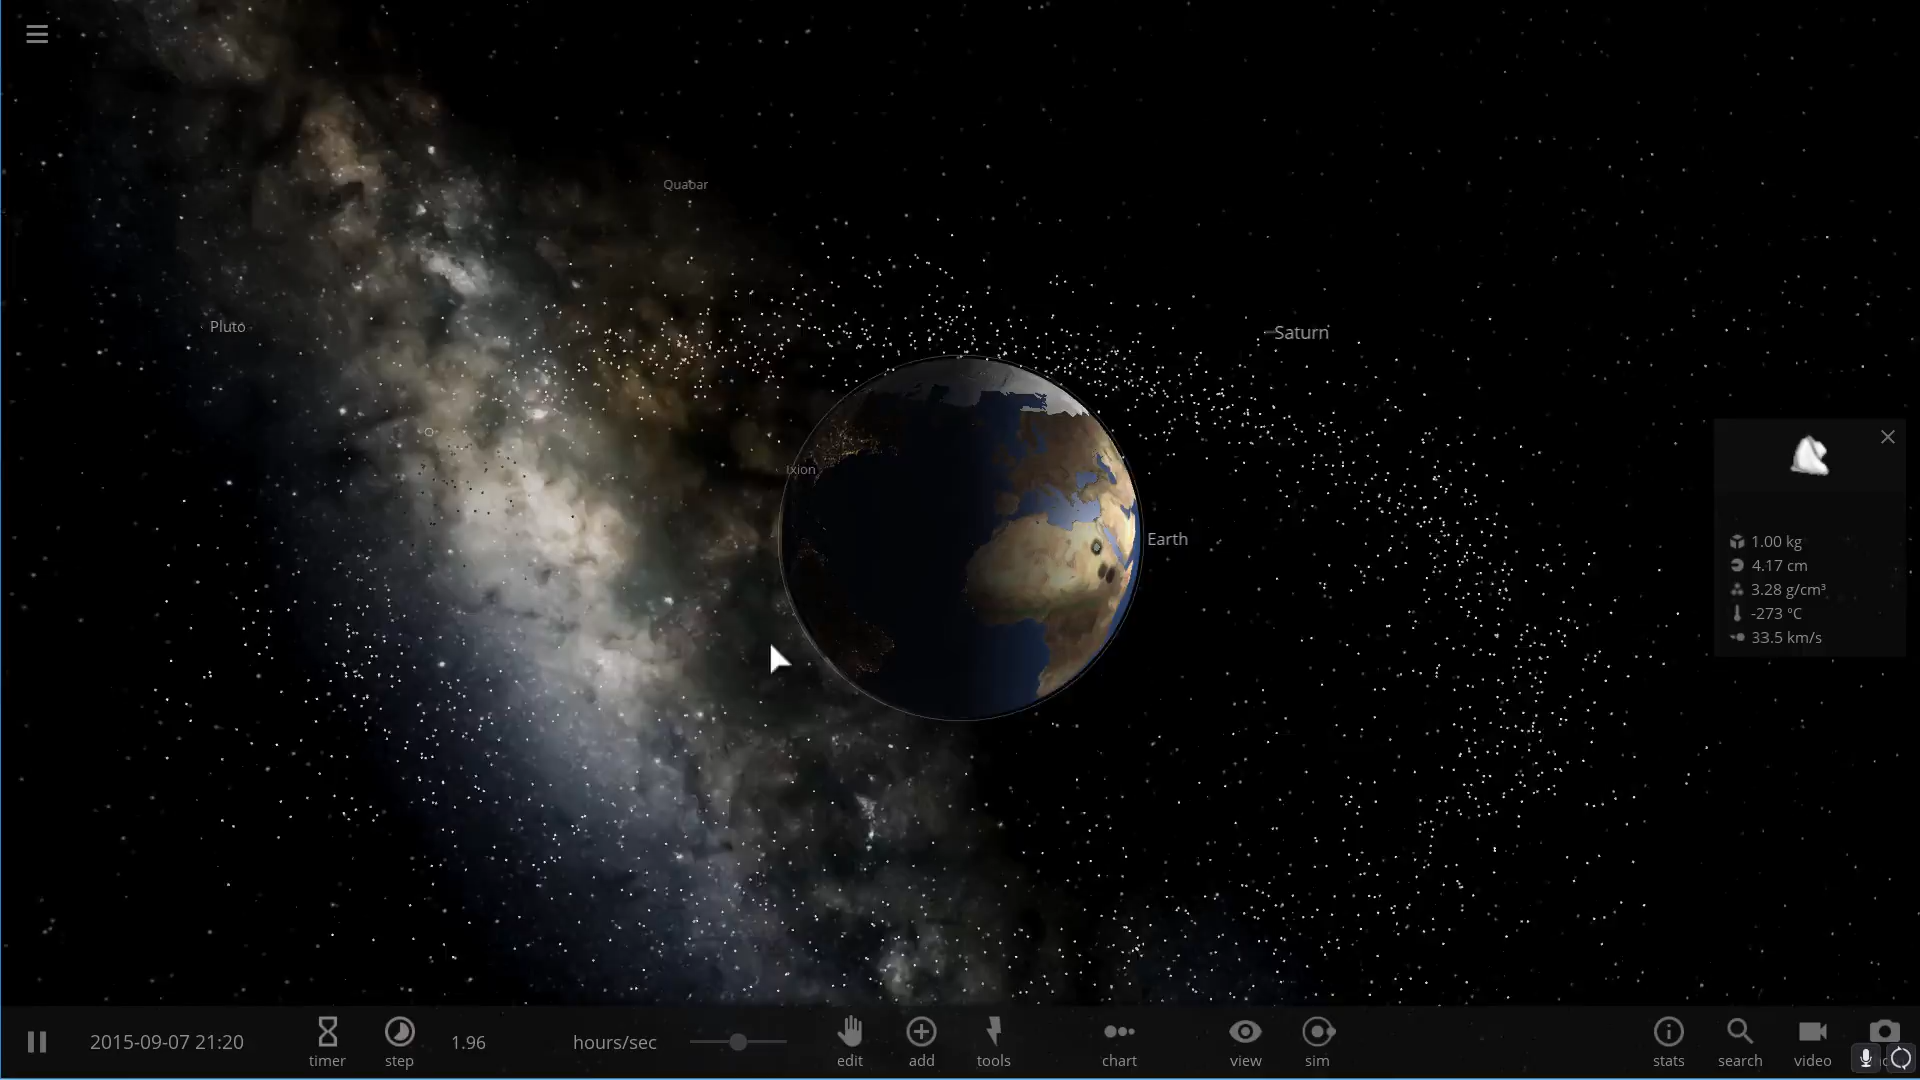 Quaoar
Pluto
Saturn
Ixion
Earth
1.00 kg
4.17 cm
3.28 g/cm³
-273 °C
33.5 km/s
2015-09-07 21:20
timer
step
1.96
hours/sec
edit
add
tools
chart
view
sim
stats
search
video